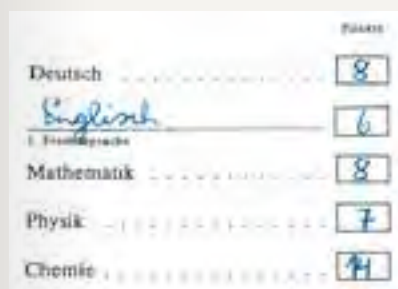 Punkte
Deutsch 8
Englisch 6
1. Fremdsprache
Mathematik 8
Physik 7
Chemie